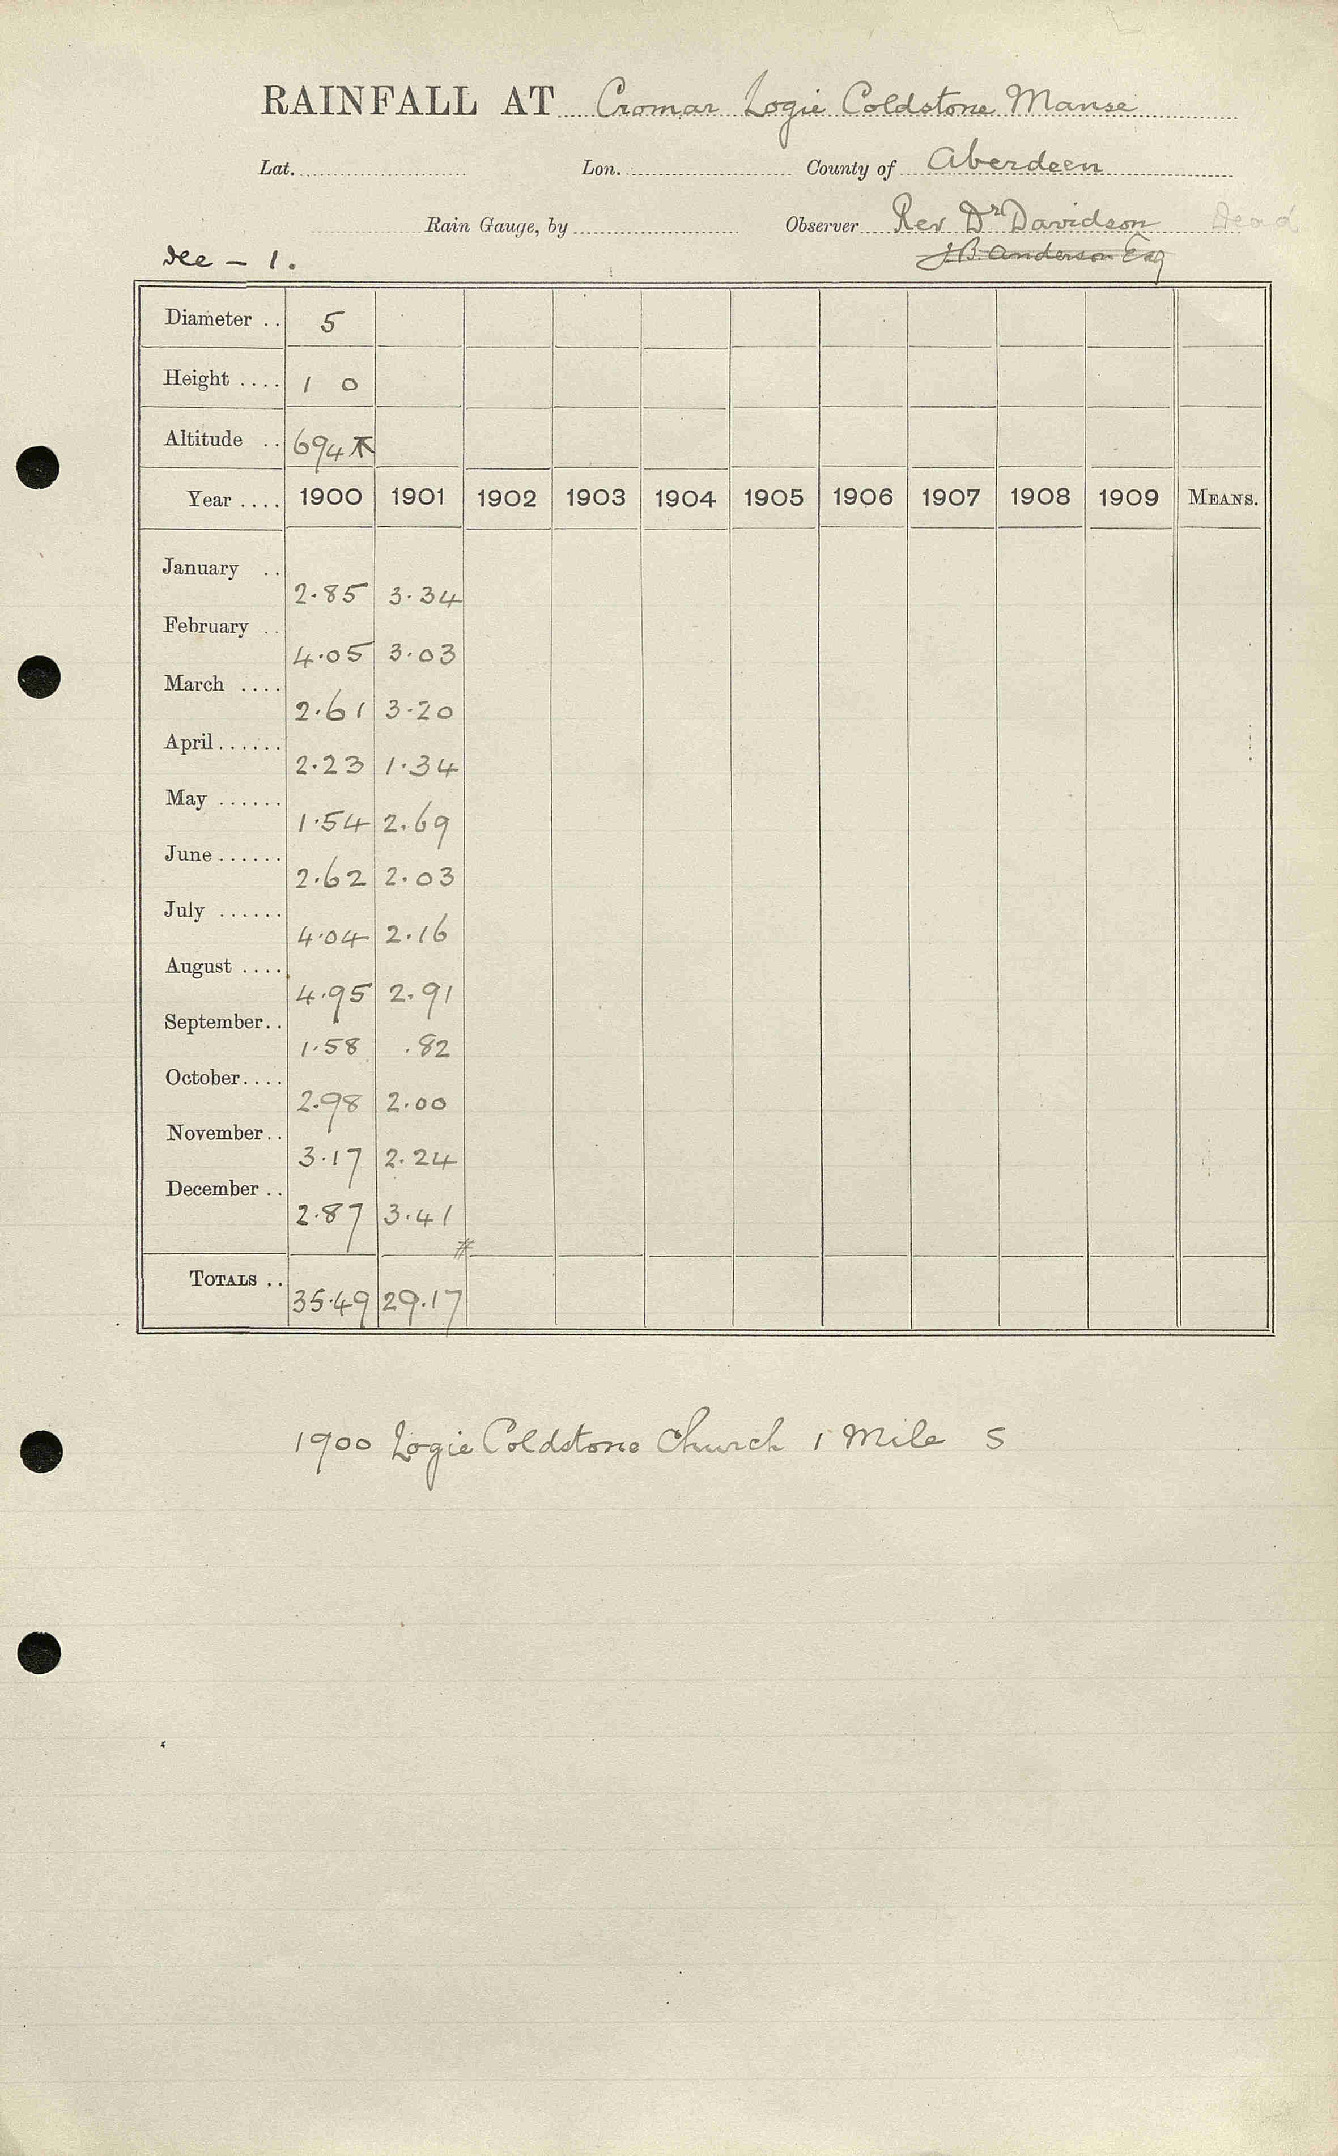 RAINFALL AT Cromar Logie Coldstone Manse
Lat. Lon. County of Aberdeen
Rain Gauge, by Observer Rev Dr Davidson Dead
Dee - 1. J. B. Anderson Esq
Diameter .. 5
Height .... 1 0
Altitude .. 694
Year .... 1900 1901 1902 1903 1904 1905 1906 1907 1908 1909 MEANS.
January .. 2.85 3.34
February .. 4.05 3.03
March .... 2.61 3.20
April ...... 2.23 1.34
May ...... 1.54 2.69
June ...... 2.62 2.03
July ...... 4.04 2.16
August .... 4.95 2.91
September .. 1.58 .82
October .... 2.98 2.00
November .. 3.17 2.24
December .. 2.87 3.41
#
TOTALS .. 35.49 29.17
1900 Logie Coldstone Church 1 Mile S